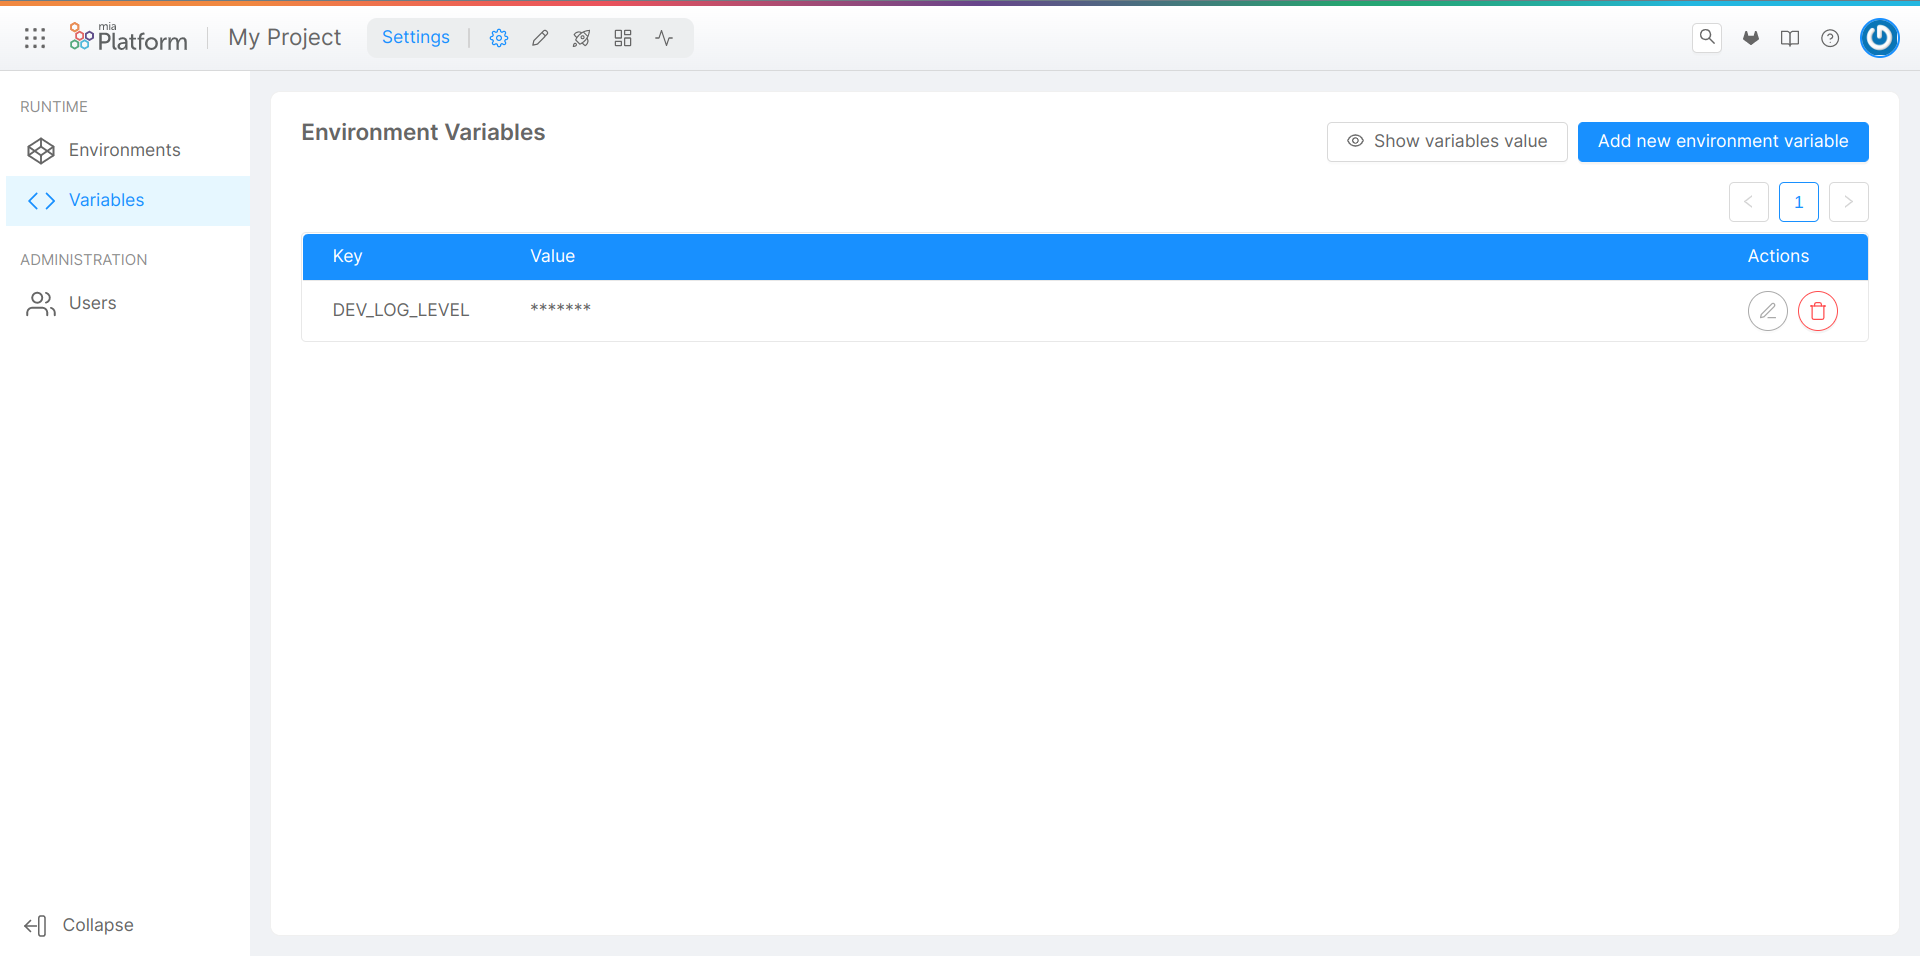 mia
Platform
My Project
Settings
RUNTIME
Environments
Variables
ADMINISTRATION
Users
Collapse
Environment Variables
Show variables value
Add new environment variable
1
Key Value Actions
DEV_LOG_LEVEL *******